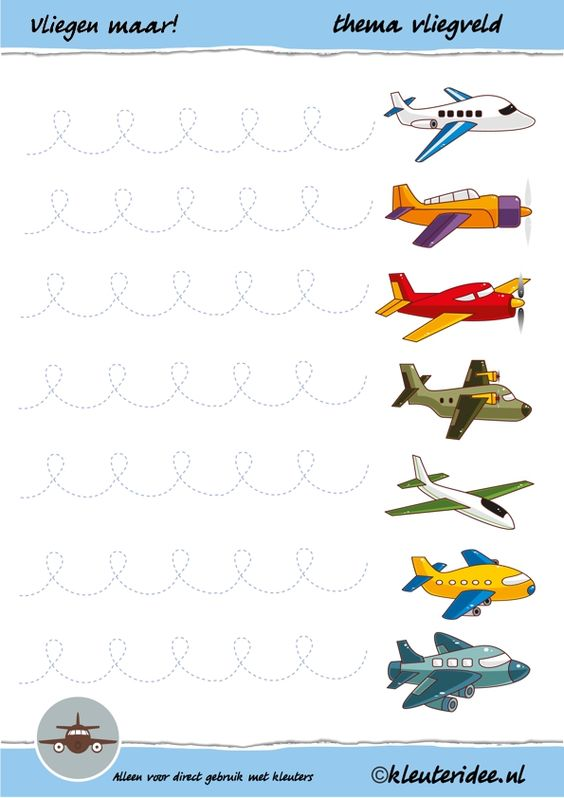 Vliegen maar!
thema vliegveld
Alleen voor direct gebruik met kleuters
©kleuteridee.nl